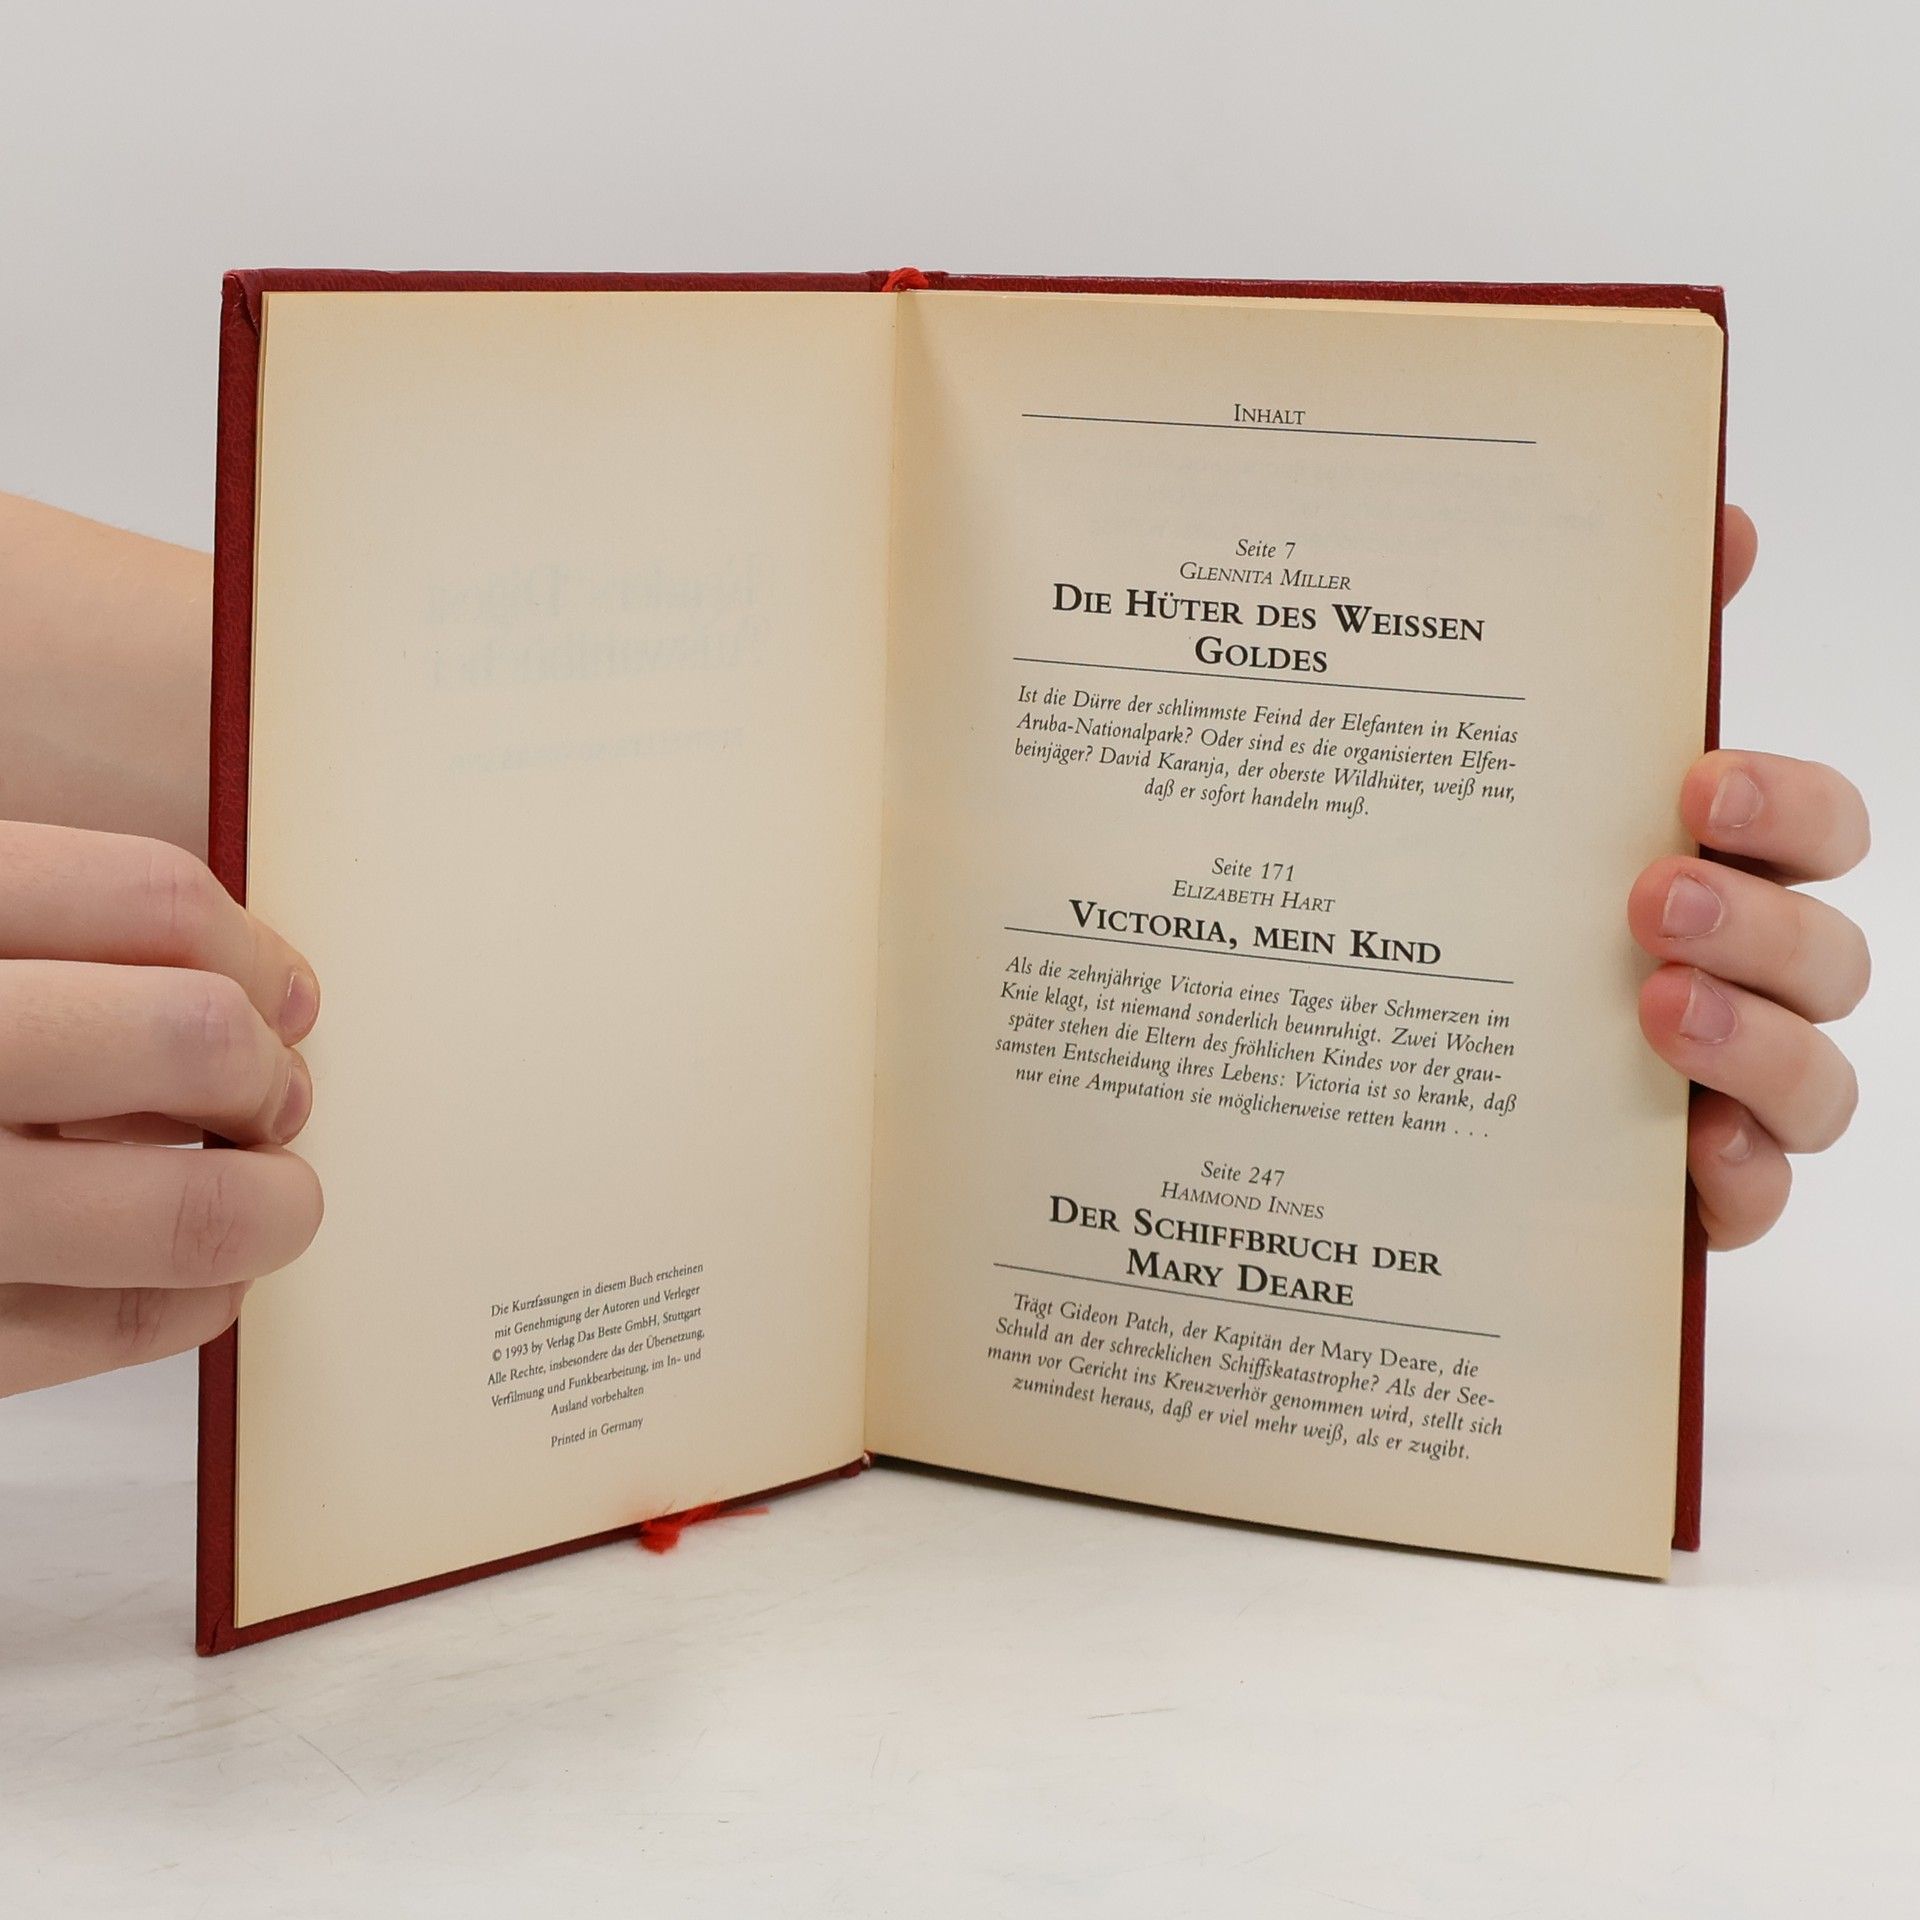 Die Kurzfassungen in diesem Buch erscheinen
mit Genehmigung der Autoren und Verleger
© 1993 by Verlag Das Beste GmbH, Stuttgart
Alle Rechte, insbesondere das der Übersetzung,
Verfilmung und Funkbearbeitung, im In- und
Ausland vorbehalten
Printed in Germany
INHALT
Seite 7
GLENNITA MILLER
DIE HÜTER DES WEISSEN
GOLDES
Ist die Dürre der schlimmste Feind der Elefanten in Kenias
Aruba-Nationalpark? Oder sind es die organisierten Elfen-
beinjäger? David Karanja, der oberste Wildhüter, weiß nur,
daß er sofort handeln muß.
Seite 171
ELIZABETH HART
VICTORIA, MEIN KIND
Als die zehnjährige Victoria eines Tages über Schmerzen im
Knie klagt, ist niemand sonderlich beunruhigt. Zwei Wochen
später stehen die Eltern des fröhlichen Kindes vor der grau-
samsten Entscheidung ihres Lebens: Victoria ist so krank, daß
nur eine Amputation sie möglicherweise retten kann . . .
Seite 247
HAMMOND INNES
DER SCHIFFBRUCH DER
MARY DEARE
Trägt Gideon Patch, der Kapitän der Mary Deare, die
Schuld an der schrecklichen Schiffskatastrophe? Als der See-
mann vor Gericht ins Kreuzverhör genommen wird, stellt sich
zumindest heraus, daß er viel mehr weiß, als er zugibt.